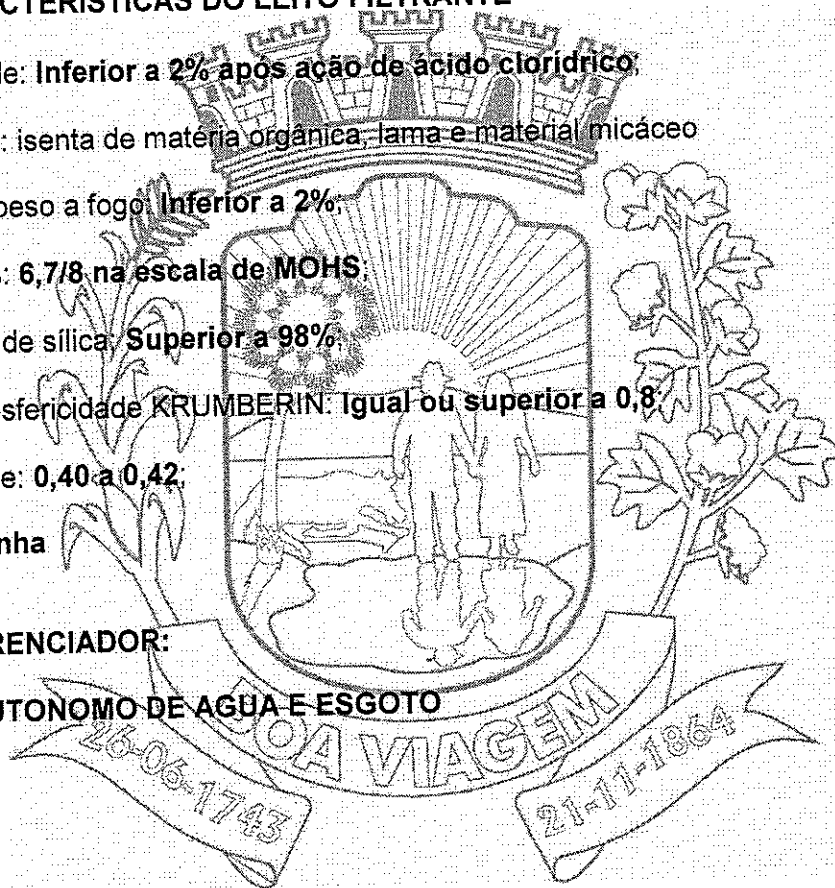 CTERÍSTICAS DO LEITO FILTRANTE
de: Inferior a 2% após ação de ácido clorídrico;
: isenta de matéria orgânica, lama e material micáceo
peso a fogo: Inferior a 2%;
: 6,7/8 na escala de MOHS;
de sílica: Superior a 98%;
esfericidade KRUMBERIN: Igual ou superior a 0,8;
e: 0,40 a 0,42;
nha
RENCIADOR:
UTONOMO DE AGUA E ESGOTO
BOA VIAGEM
26-06-1743
21-11-1864